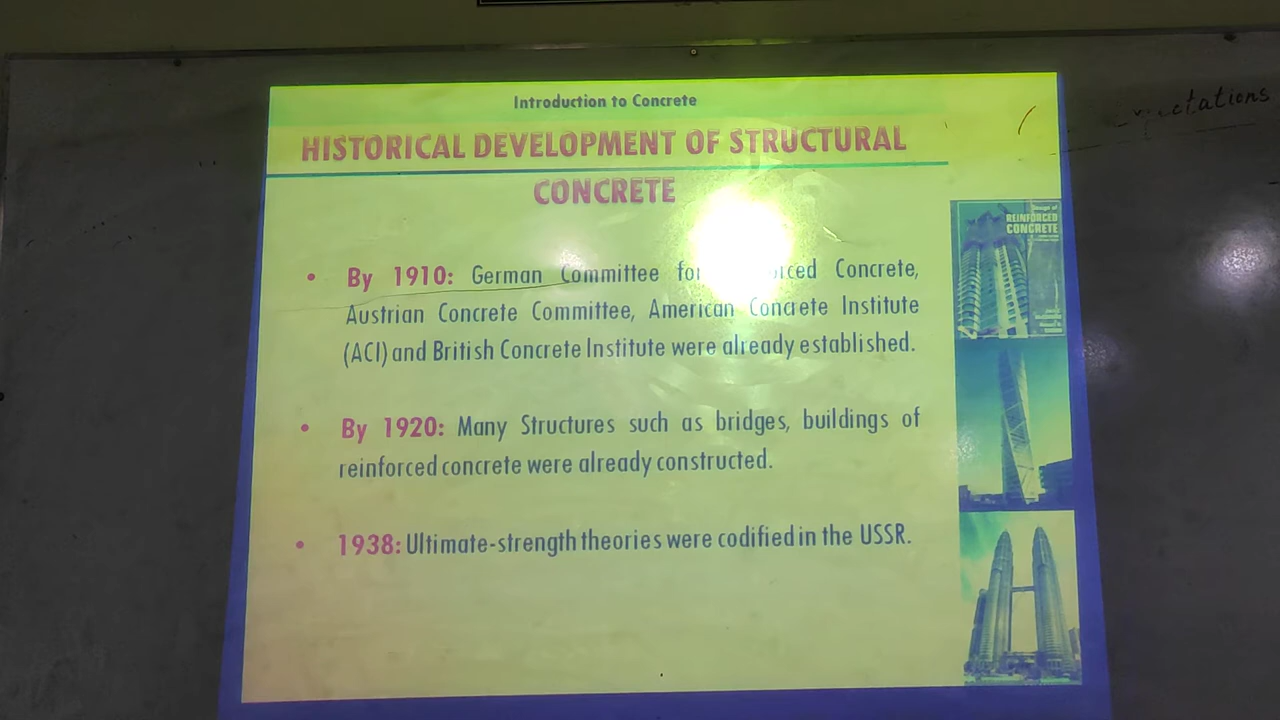 Introduction to Concrete
HISTORICAL DEVELOPMENT OF STRUCTURAL
CONCRETE
• By 1910: German Committee for Concrete,
Austrian Concrete Committee, American Concrete Institute
(ACI) and British Concrete Institute were already established.
• By 1920: Many Structures such as bridges, buildings of
reinforced concrete were already constructed.
• 1938: Ultimate-strength theories were codified in the USSR.
REINFORCED
CONCRETE